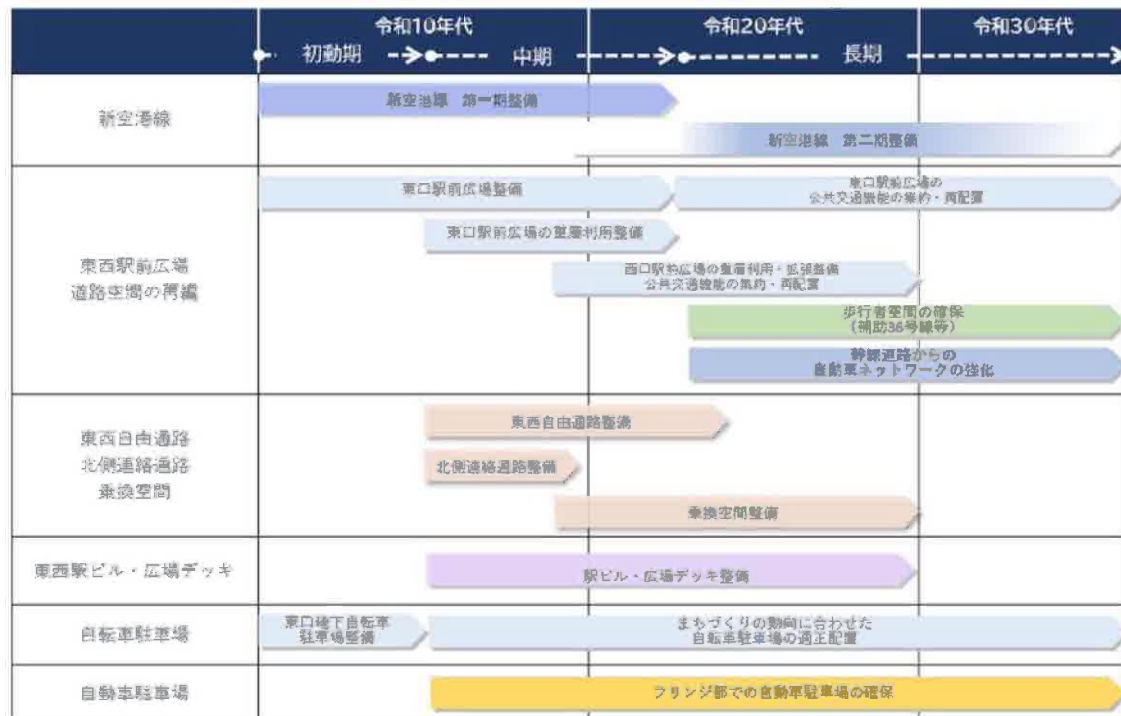 令和10年代
令和20年代
令和30年代
初動期
中期
長期
新空港線
新空港線 第一期整備
新空港線 第二期整備
東西駅前広場
道路空間の再編
東口駅前広場整備
東口駅前広場の
公共交通機能の集約・再配置
東口駅前広場の重層利用整備
西口駅前広場の重層利用・拡張整備
公共交通機能の集約・再配置
歩行者空間の確保
（補助36号線等）
幹線道路からの
自動車ネットワークの強化
東西自由通路
北側連絡通路
乗換空間
東西自由通路整備
北側連絡通路整備
乗換空間整備
東西駅ビル・広場デッキ
駅ビル・広場デッキ整備
自転車駐車場
東口地下自転車
駐車場整備
まちづくりの動向に合わせた
自転車駐車場の適正配置
自動車駐車場
フリンジ部での自動車駐車場の確保